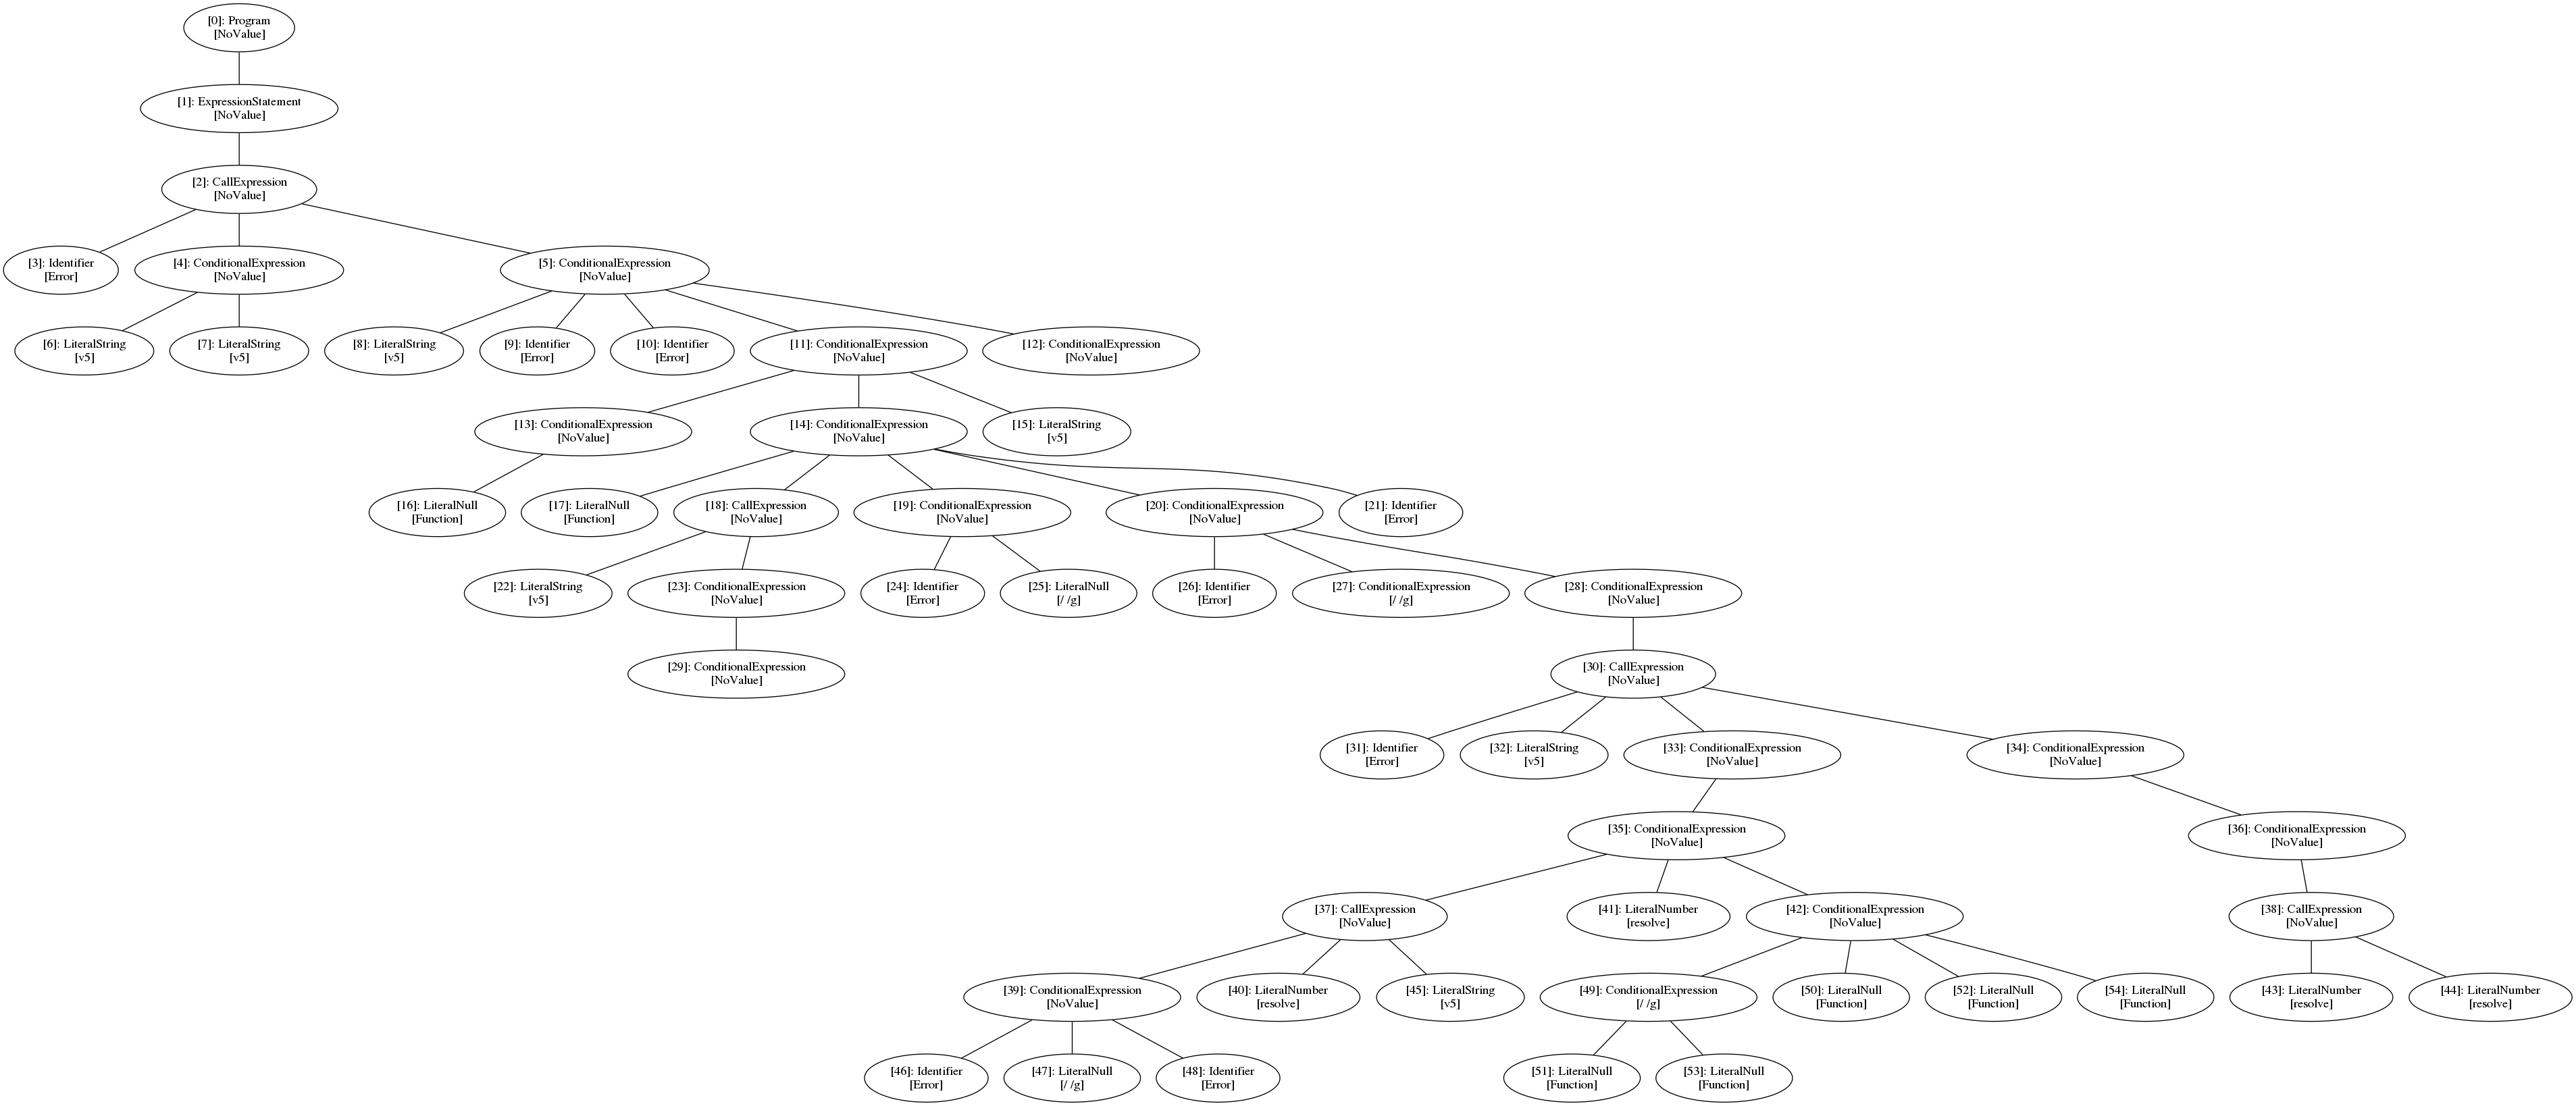 [0]: Program
[NoValue]
[1]: ExpressionStatement
[NoValue]
[2]: CallExpression
[NoValue]
[3]: Identifier
[Error]
[4]: ConditionalExpression
[NoValue]
[5]: ConditionalExpression
[NoValue]
[6]: LiteralString
[v5]
[7]: LiteralString
[v5]
[8]: LiteralString
[v5]
[9]: Identifier
[Error]
[10]: Identifier
[Error]
[11]: ConditionalExpression
[NoValue]
[12]: ConditionalExpression
[NoValue]
[13]: ConditionalExpression
[NoValue]
[14]: ConditionalExpression
[NoValue]
[15]: LiteralString
[v5]
[16]: LiteralNull
[Function]
[17]: LiteralNull
[Function]
[18]: CallExpression
[NoValue]
[19]: ConditionalExpression
[NoValue]
[20]: ConditionalExpression
[NoValue]
[21]: Identifier
[Error]
[22]: LiteralString
[v5]
[23]: ConditionalExpression
[NoValue]
[24]: Identifier
[Error]
[25]: LiteralNull
[/ /g]
[26]: Identifier
[Error]
[27]: ConditionalExpression
[/ /g]
[28]: ConditionalExpression
[NoValue]
[29]: ConditionalExpression
[NoValue]
[30]: CallExpression
[NoValue]
[31]: Identifier
[Error]
[32]: LiteralString
[v5]
[33]: ConditionalExpression
[NoValue]
[34]: ConditionalExpression
[NoValue]
[35]: ConditionalExpression
[NoValue]
[36]: ConditionalExpression
[NoValue]
[37]: CallExpression
[NoValue]
[41]: LiteralNumber
[resolve]
[42]: ConditionalExpression
[NoValue]
[38]: CallExpression
[NoValue]
[39]: ConditionalExpression
[NoValue]
[40]: LiteralNumber
[resolve]
[45]: LiteralString
[v5]
[49]: ConditionalExpression
[/ /g]
[50]: LiteralNull
[Function]
[52]: LiteralNull
[Function]
[54]: LiteralNull
[Function]
[43]: LiteralNumber
[resolve]
[44]: LiteralNumber
[resolve]
[46]: Identifier
[Error]
[47]: LiteralNull
[/ /g]
[48]: Identifier
[Error]
[51]: LiteralNull
[Function]
[53]: LiteralNull
[Function]